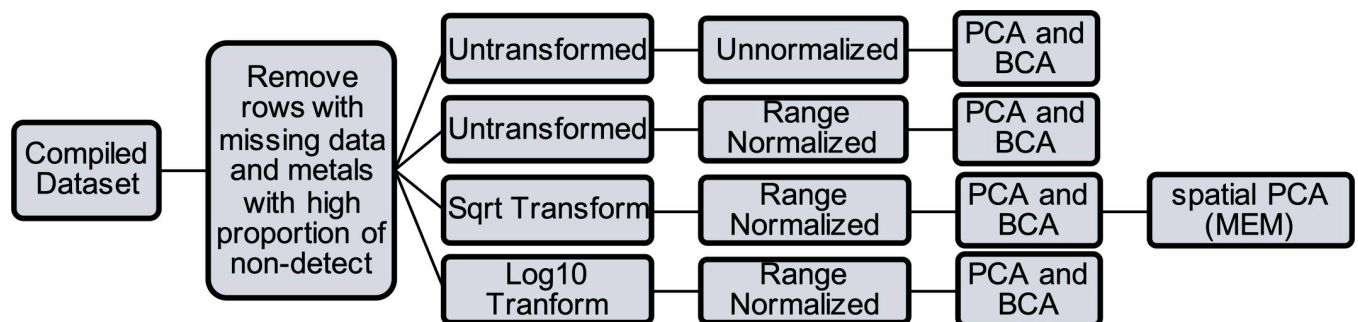 Compiled
Dataset
Remove
rows with
missing data
and metals
with high
proportion of
non-detect
Untransformed
Unnormalized
PCA and
BCA
Untransformed
Range
Normalized
PCA and
BCA
Sqrt Transform
Range
Normalized
PCA and
BCA
spatial PCA
(MEM)
Log10
Tranform
Range
Normalized
PCA and
BCA